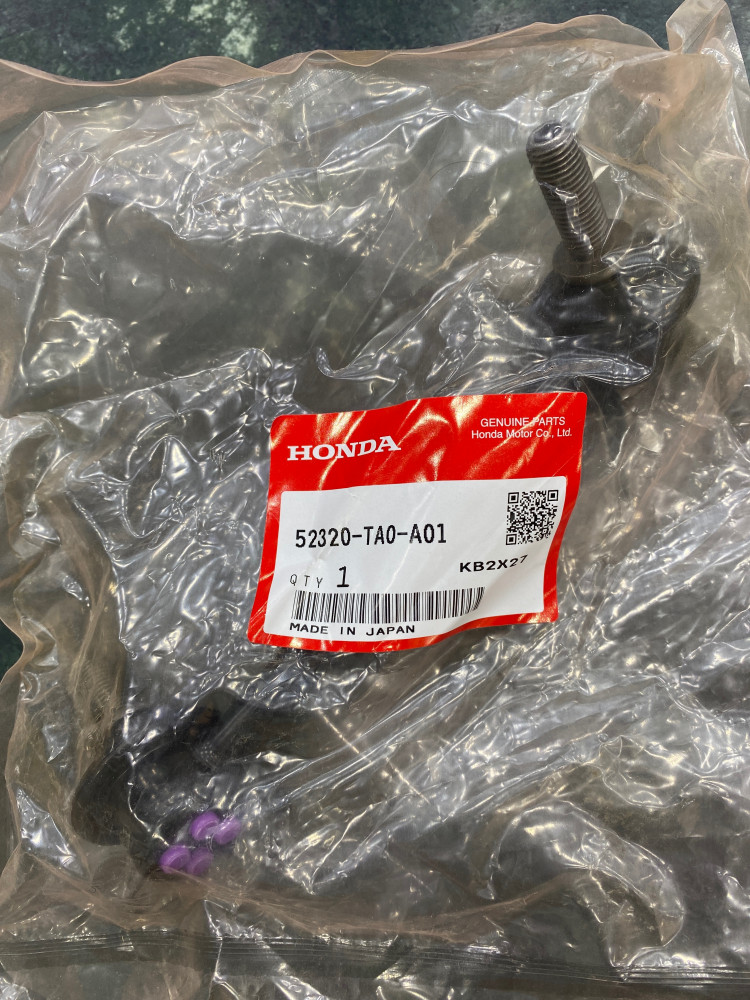 HONDA
GENUINE PARTS
Honda Motor Co., Ltd.
52320-TA0-A01
QTY 1
KB2X27
MADE IN JAPAN